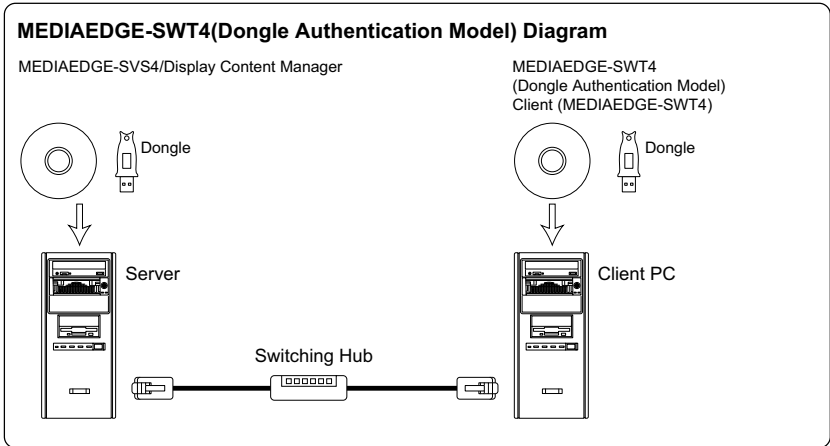 MEDIAEDGE-SWT4(Dongle Authentication Model) Diagram
MEDIAEDGE-SVS4/Display Content Manager
MEDIAEDGE-SWT4
(Dongle Authentication Model)
Client (MEDIAEDGE-SWT4)
Dongle
Dongle
Server
Client PC
Switching Hub